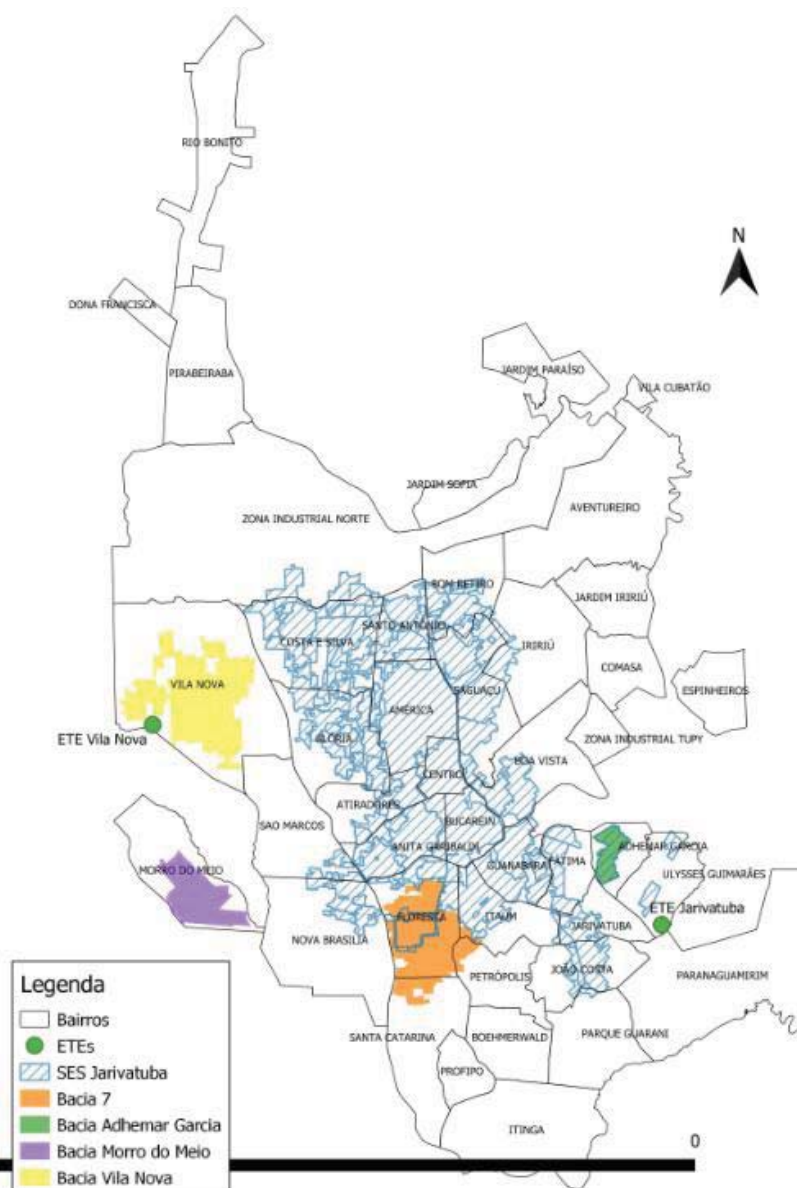 RIO BONITO
N
DONA FRANCISCA
PIRABEIRABA
JARDIM PARAÍSO
VILA CUBATÃO
JARDIM SOFIA
AVENTUREIRO
ZONA INDUSTRIAL NORTE
BOM RETIRO
JARDIM IRIRIÚ
SANTO ANTÔNIO
COSTA E SILVA
IRIRIÚ
COMASA
VILA NOVA
SAGUAÇU
ESPINHEIROS
AMÉRICA
ETE Vila Nova
GLÓRIA
ZONA INDUSTRIAL TUPY
BOA VISTA
CENTRO
ATIRADORES
BUCAREIN
SAO MARCOS
ANITA GARIBALDI
ADHEMAR GARCIA
GUANABARA
FATIMA
MORRO DO MEIO
ULYSSES GUIMARÃES
ETE Jarivatuba
FLORESTA
ITAUM
JARIVATUBA
NOVA BRASILIA
JOÃO COSTA
PETRÓPOLIS
PARANAGUAMIRIM
SANTA CATARINA
BOEHMERWALD
PARQUE GUARANI
PROFIPO
ITINGA
Legenda
Bairros
ETEs
SES Jarivatuba
Bacia 7
Bacia Adhemar Garcia
Bacia Morro do Meio
Bacia Vila Nova
0